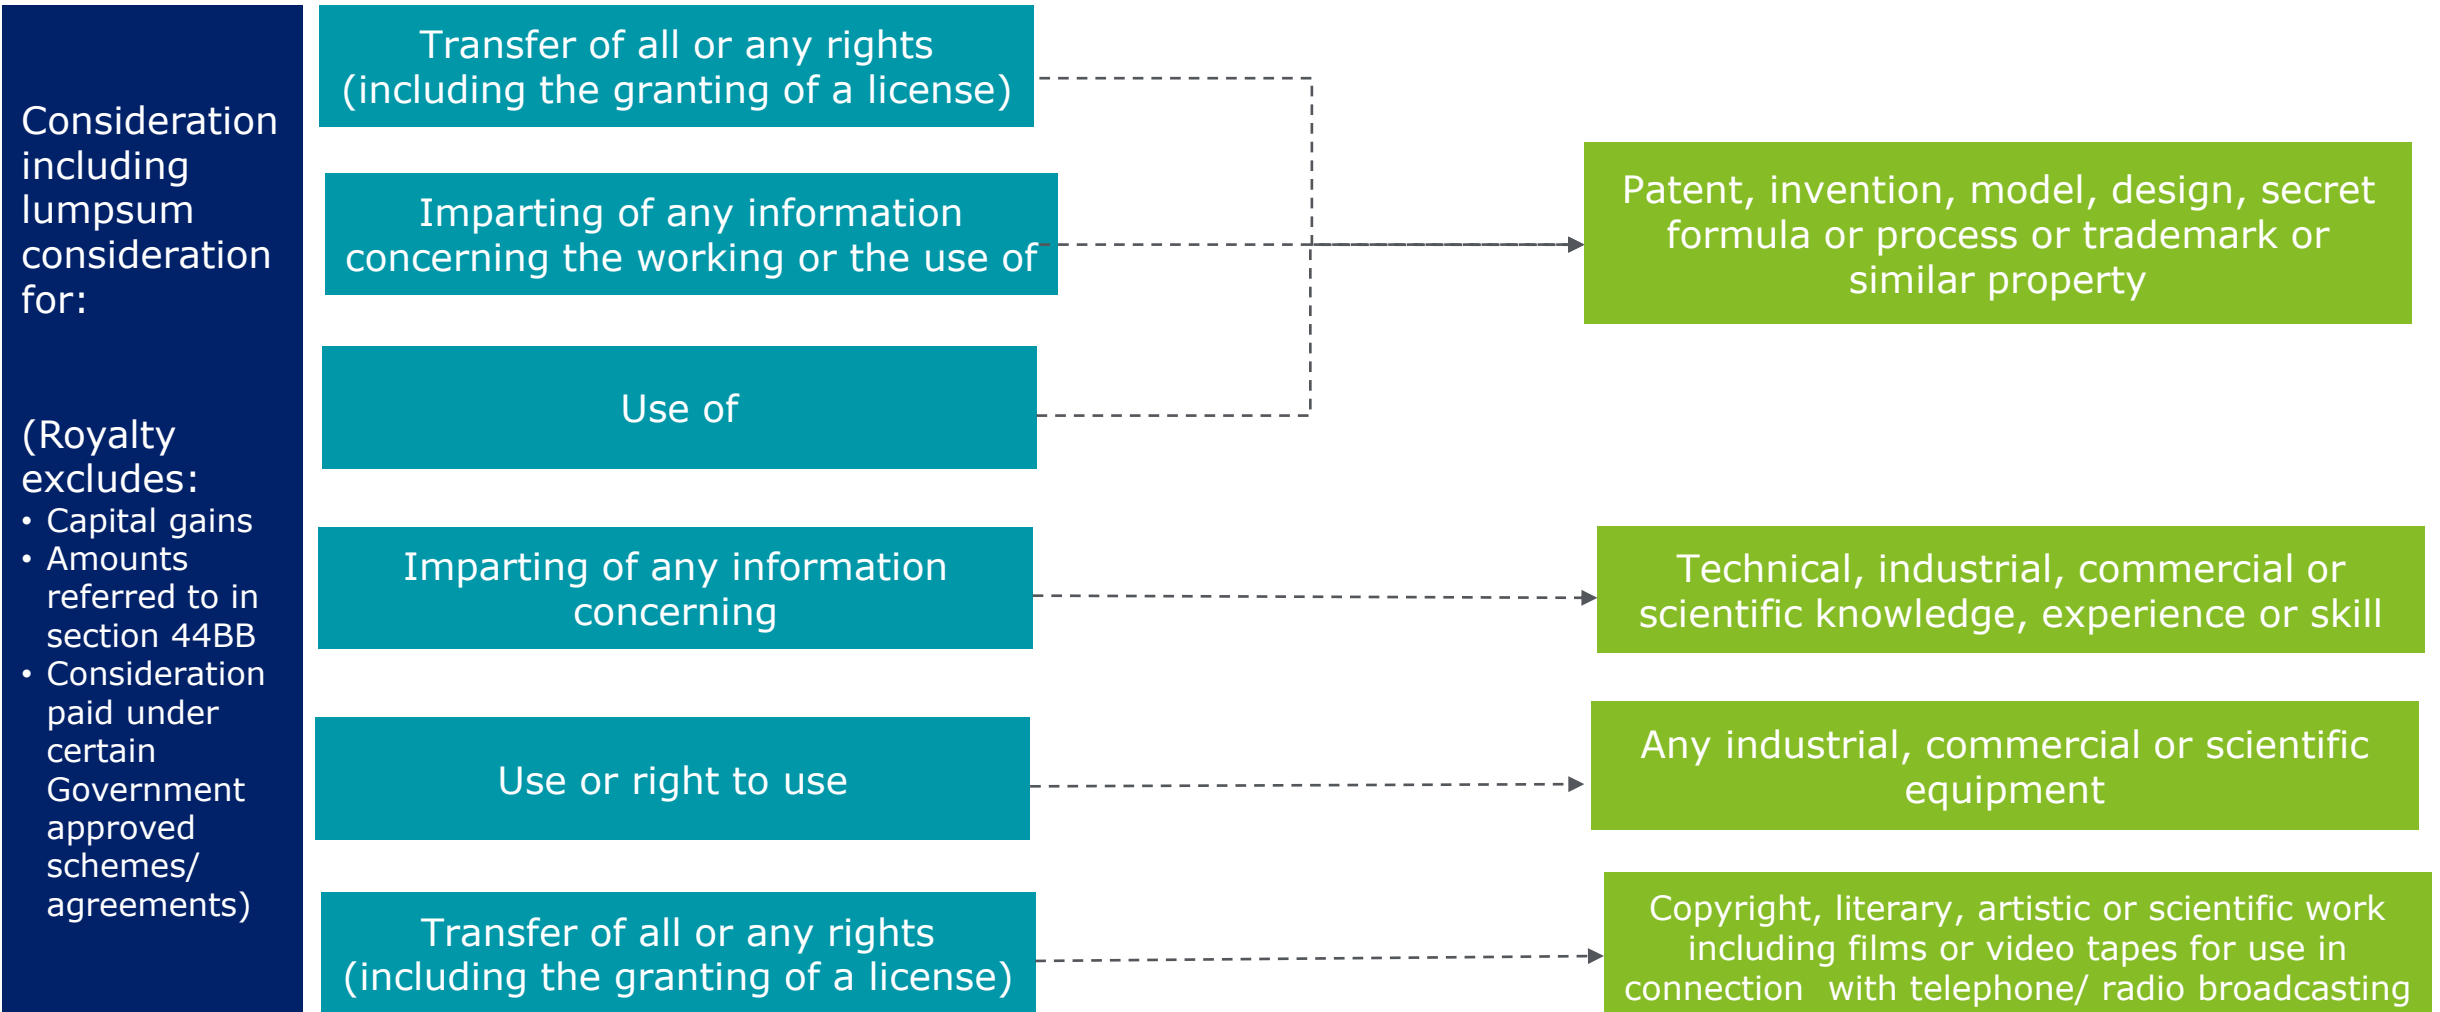 Consideration
including
lumpsum
consideration
for:
(Royalty
excludes:
• Capital gains
• Amounts
referred to in
section 44BB
• Consideration
paid under
certain
Government
approved
schemes/
agreements)
Transfer of all or any rights
(including the granting of a license)
Imparting of any information
concerning the working or the use of
Use of
Patent, invention, model, design, secret
formula or process or trademark or
similar property
Imparting of any information
concerning
Technical, industrial, commercial or
scientific knowledge, experience or skill
Use or right to use
Any industrial, commercial or scientific
equipment
Transfer of all or any rights
(including the granting of a license)
Copyright, literary, artistic or scientific work
including films or video tapes for use in
connection  with telephone/ radio broadcasting